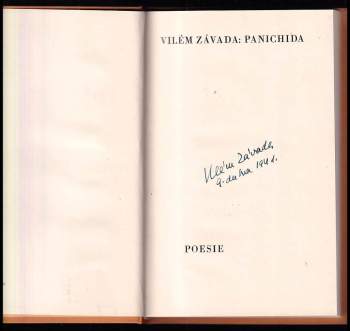 VILÉM ZÁVADA: PANICHIDA
Vilém Závada,
9. dubna 1941.
POESIE